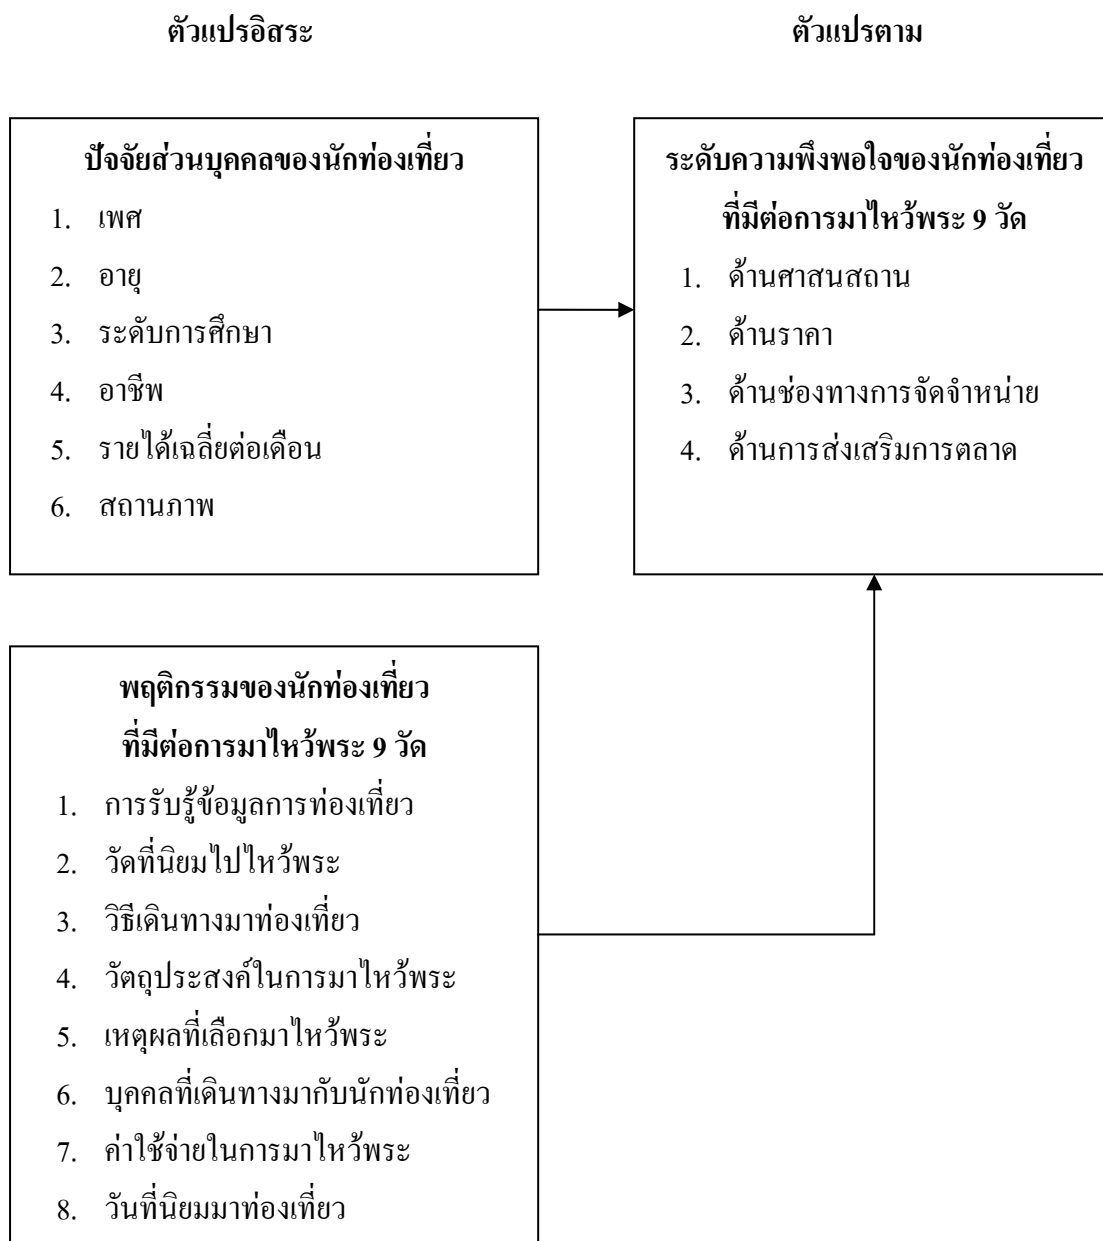 ตัวแปรอิสระ
ตัวแปรตาม
ปัจจัยส่วนบุคคลของนักท่องเที่ยว
1. เพศ
2. อายุ
3. ระดับการศึกษา
4. อาชีพ
5. รายได้เฉลี่ยต่อเดือน
6. สถานภาพ
ระดับความพึงพอใจของนักท่องเที่ยว
ที่มีต่อการมาไหว้พระ 9 วัด
1. ด้านศาสนสถาน
2. ด้านราคา
3. ด้านช่องทางการจัดจำหน่าย
4. ด้านการส่งเสริมการตลาด
พฤติกรรมของนักท่องเที่ยว
ที่มีต่อการมาไหว้พระ 9 วัด
1. การรับรู้ข้อมูลการท่องเที่ยว
2. วัดที่นิยมไปไหว้พระ
3. วิธีเดินทางมาท่องเที่ยว
4. วัตถุประสงค์ในการมาไหว้พระ
5. เหตุผลที่เลือกมาไหว้พระ
6. บุคคลที่เดินทางมากับนักท่องเที่ยว
7. ค่าใช้จ่ายในการมาไหว้พระ
8. วันที่นิยมมาท่องเที่ยว